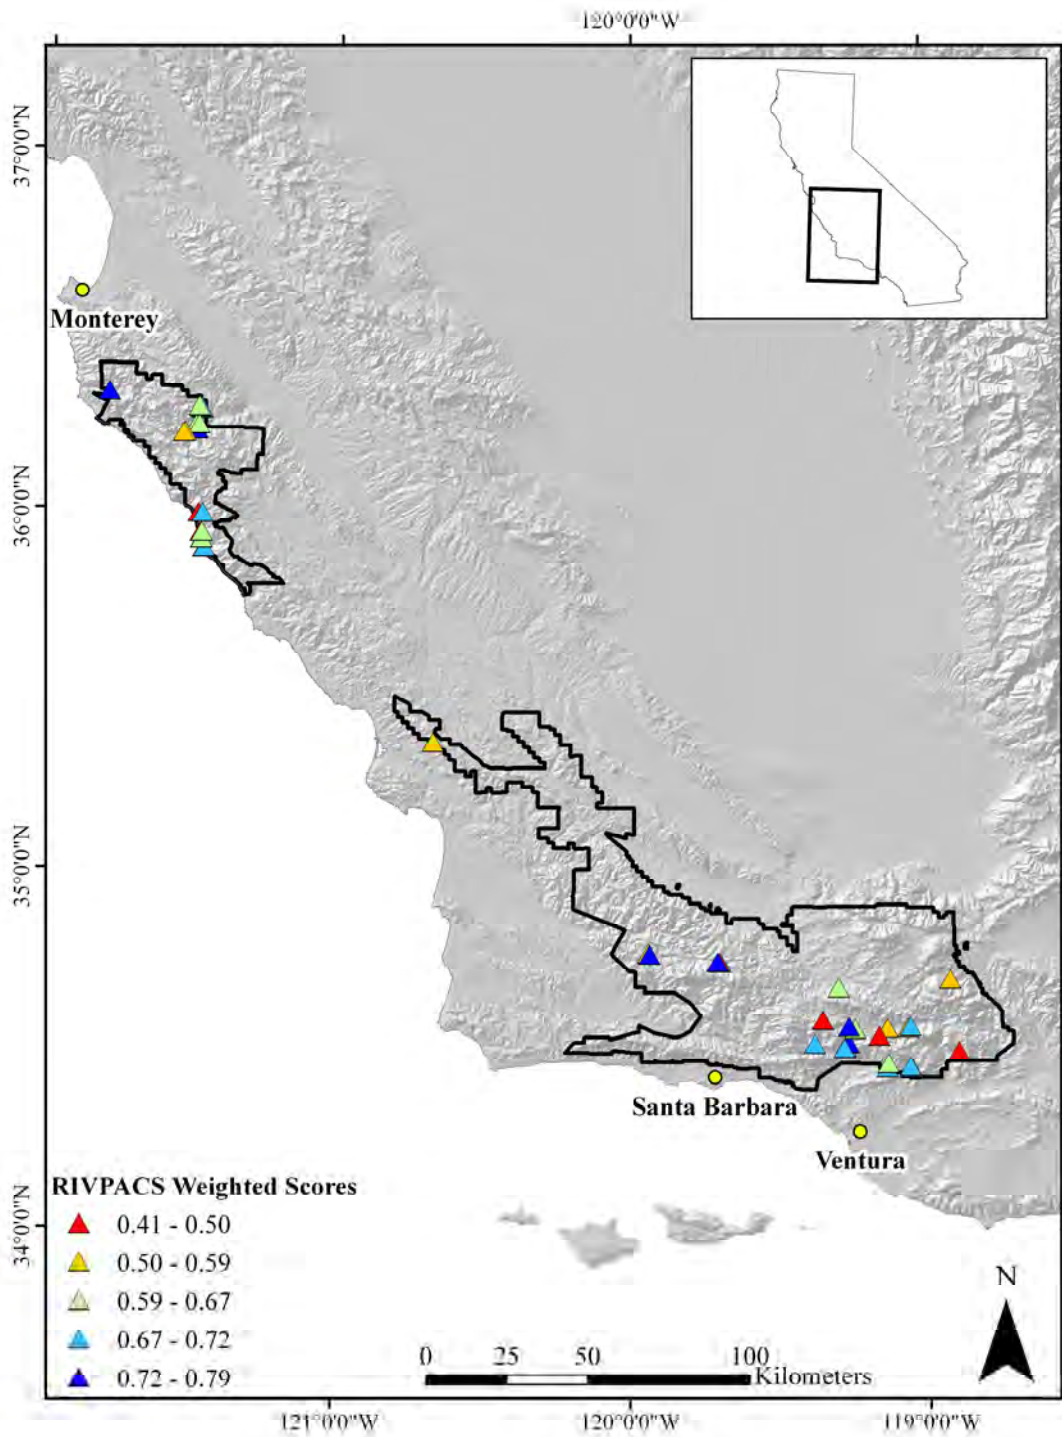 120°0'0"W
37°0'0"N
Monterey
36°0'0"N
35°0'0"N
Santa Barbara
Ventura
34°0'0"N
RIVPACS Weighted Scores
0.41 - 0.50
0.50 - 0.59
0.59 - 0.67
0.67 - 0.72
0.72 - 0.79
N
0 25 50 100
Kilometers
121°0'0"W 120°0'0"W 119°0'0"W